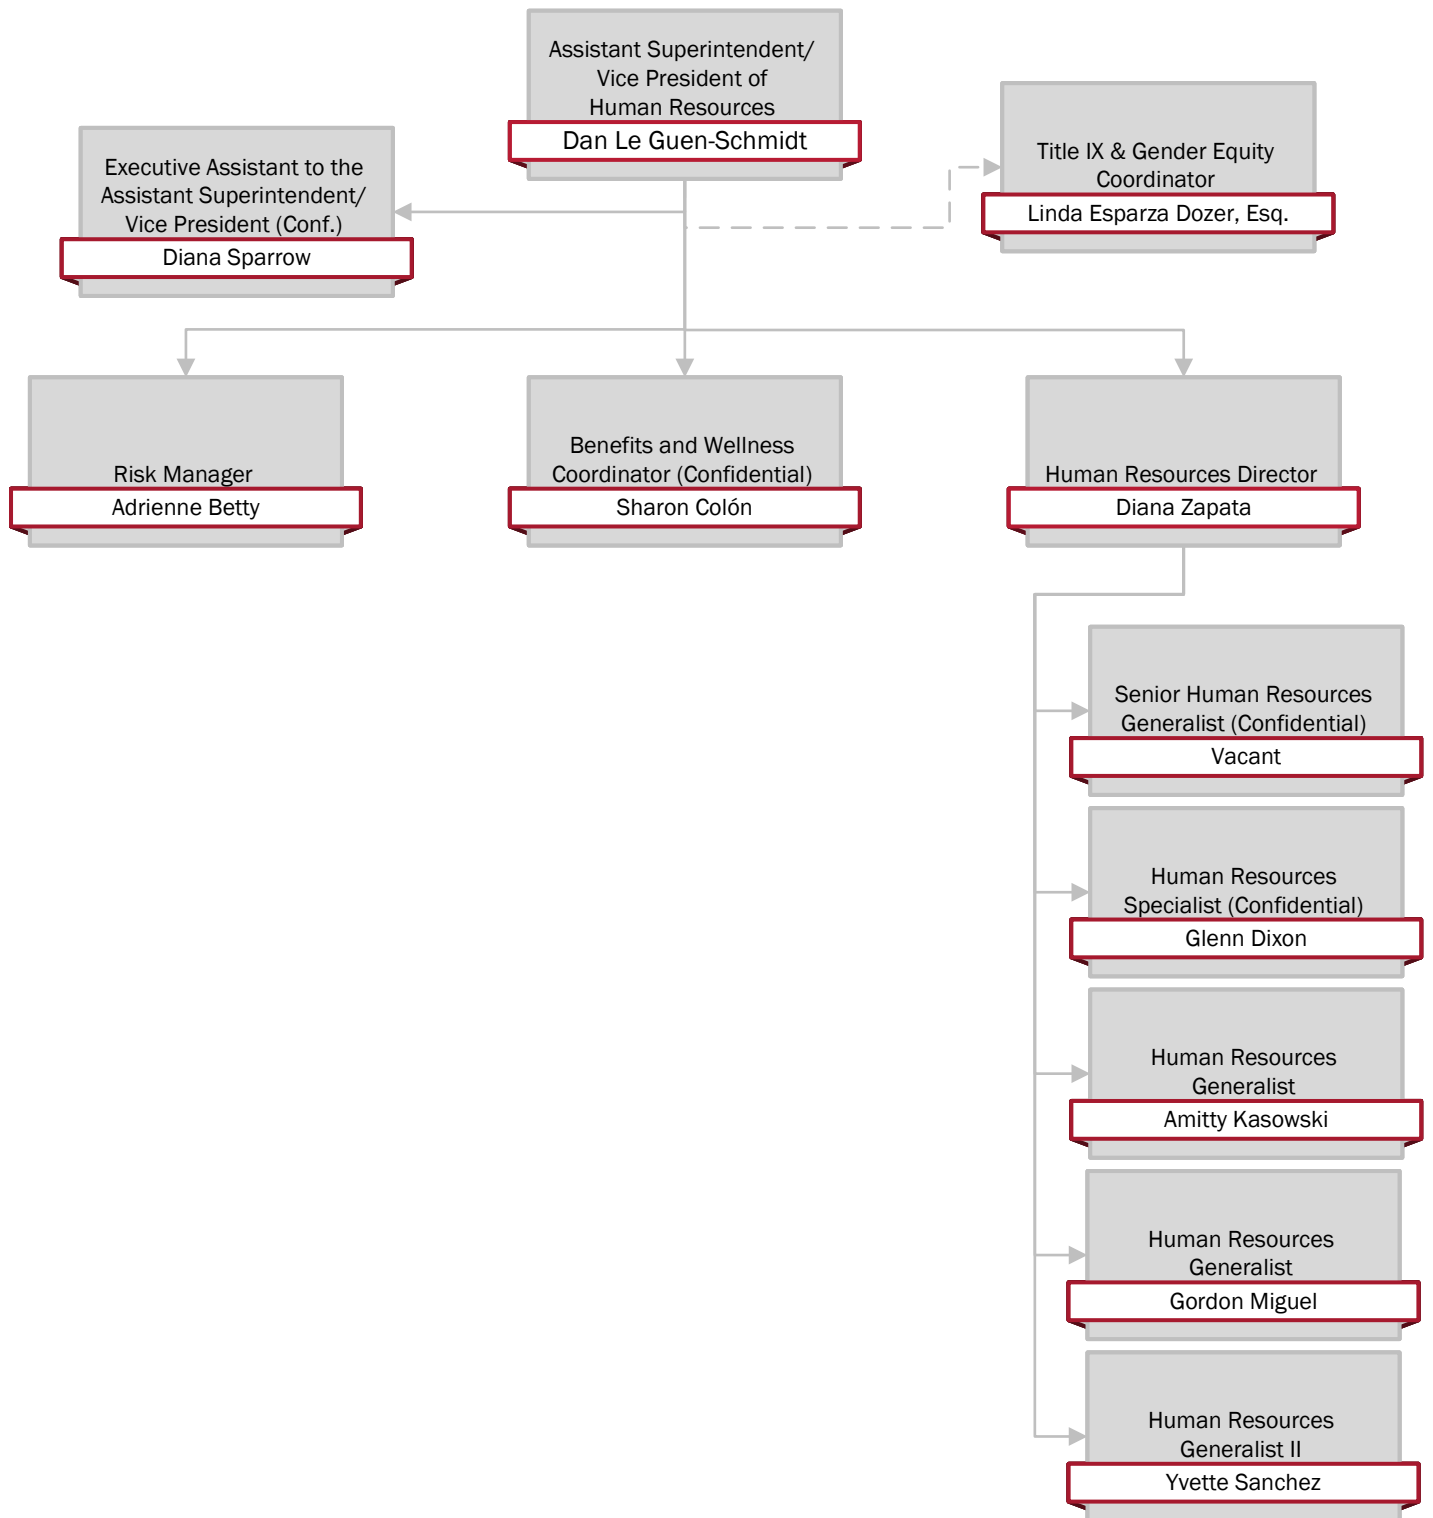 Assistant Superintendent/
Vice President of
Human Resources
Dan Le Guen-Schmidt
Executive Assistant to the
Assistant Superintendent/
Vice President (Conf.)
Diana Sparrow
Title IX & Gender Equity
Coordinator
Linda Esparza Dozer, Esq.
Risk Manager
Adrienne Betty
Benefits and Wellness
Coordinator (Confidential)
Sharon Colón
Human Resources Director
Diana Zapata
Senior Human Resources
Generalist (Confidential)
Vacant
Human Resources
Specialist (Confidential)
Glenn Dixon
Human Resources
Generalist
Amitty Kasowski
Human Resources
Generalist
Gordon Miguel
Human Resources
Generalist II
Yvette Sanchez